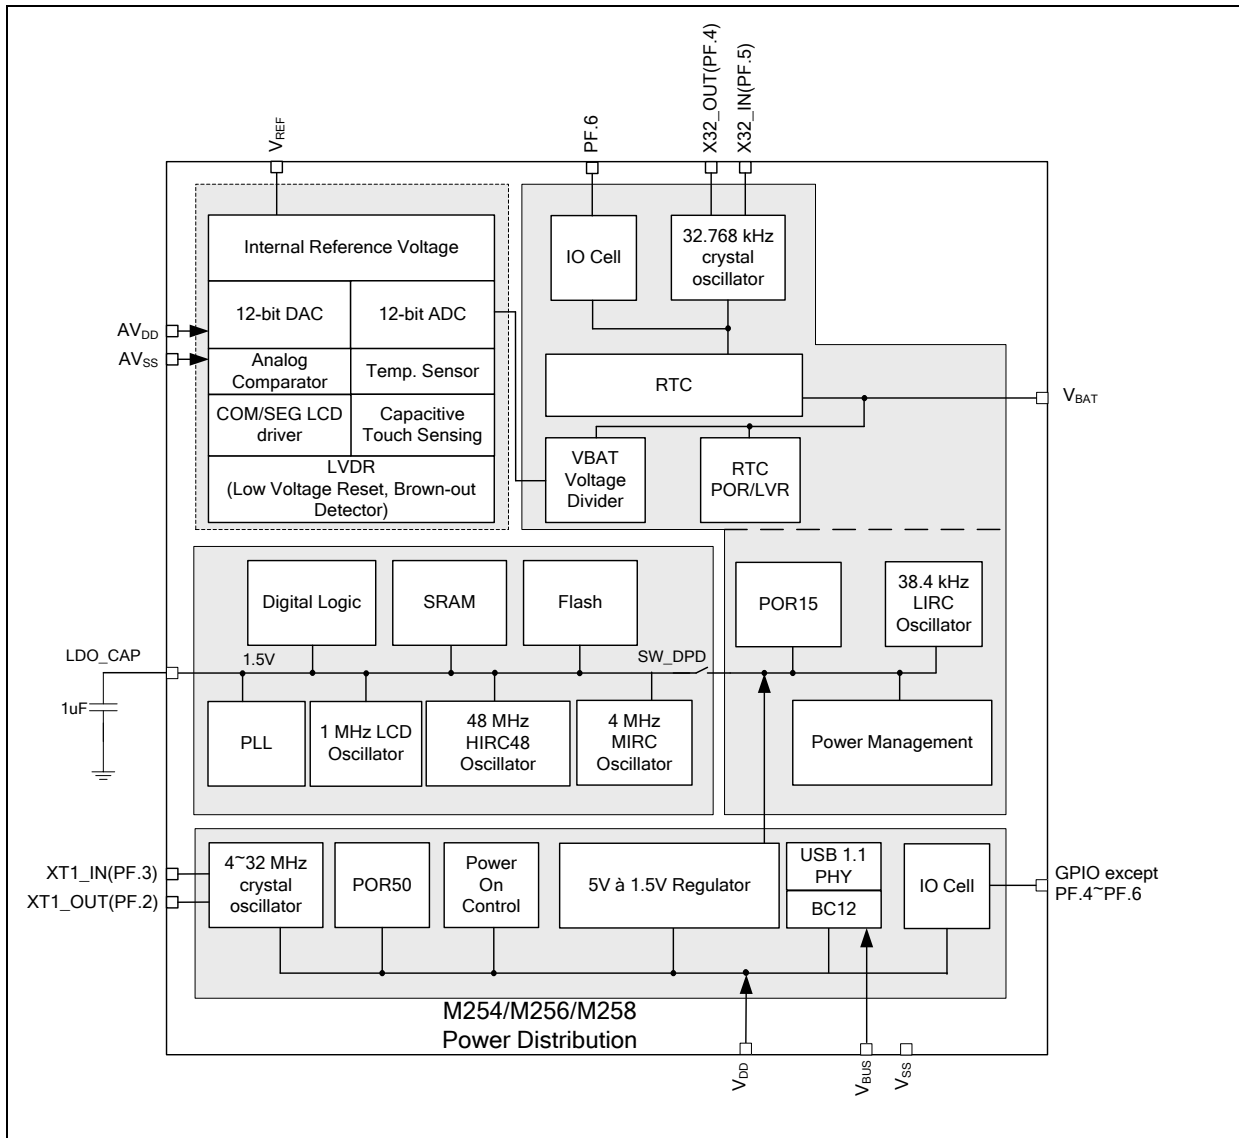 X32_OUT(PF.4)
X32_IN(PF.5)
PF.6
VREF
Internal Reference Voltage
12-bit DAC
12-bit ADC
Analog
Comparator
Temp. Sensor
COM/SEG LCD
driver
Capacitive
Touch Sensing
LVDR
(Low Voltage Reset, Brown-out
Detector)
AVDD
AVSS
IO Cell
32.768 kHz
crystal
oscillator
RTC
VBAT
VBAT
Voltage
Divider
RTC
POR/LVR
Digital Logic
SRAM
Flash
POR15
38.4 kHz
LIRC
Oscillator
LDO_CAP
1.5V
SW_DPD
1uF
PLL
1 MHz LCD
Oscillator
48 MHz
HIRC48
Oscillator
4 MHz
MIRC
Oscillator
Power Management
XT1_IN(PF.3)
XT1_OUT(PF.2)
4~32 MHz
crystal
oscillator
POR50
Power
On
Control
5V à 1.5V Regulator
USB 1.1
PHY
BC12
IO Cell
GPIO except
PF.4~PF.6
M254/M256/M258
Power Distribution
VDD
VBUS
VSS